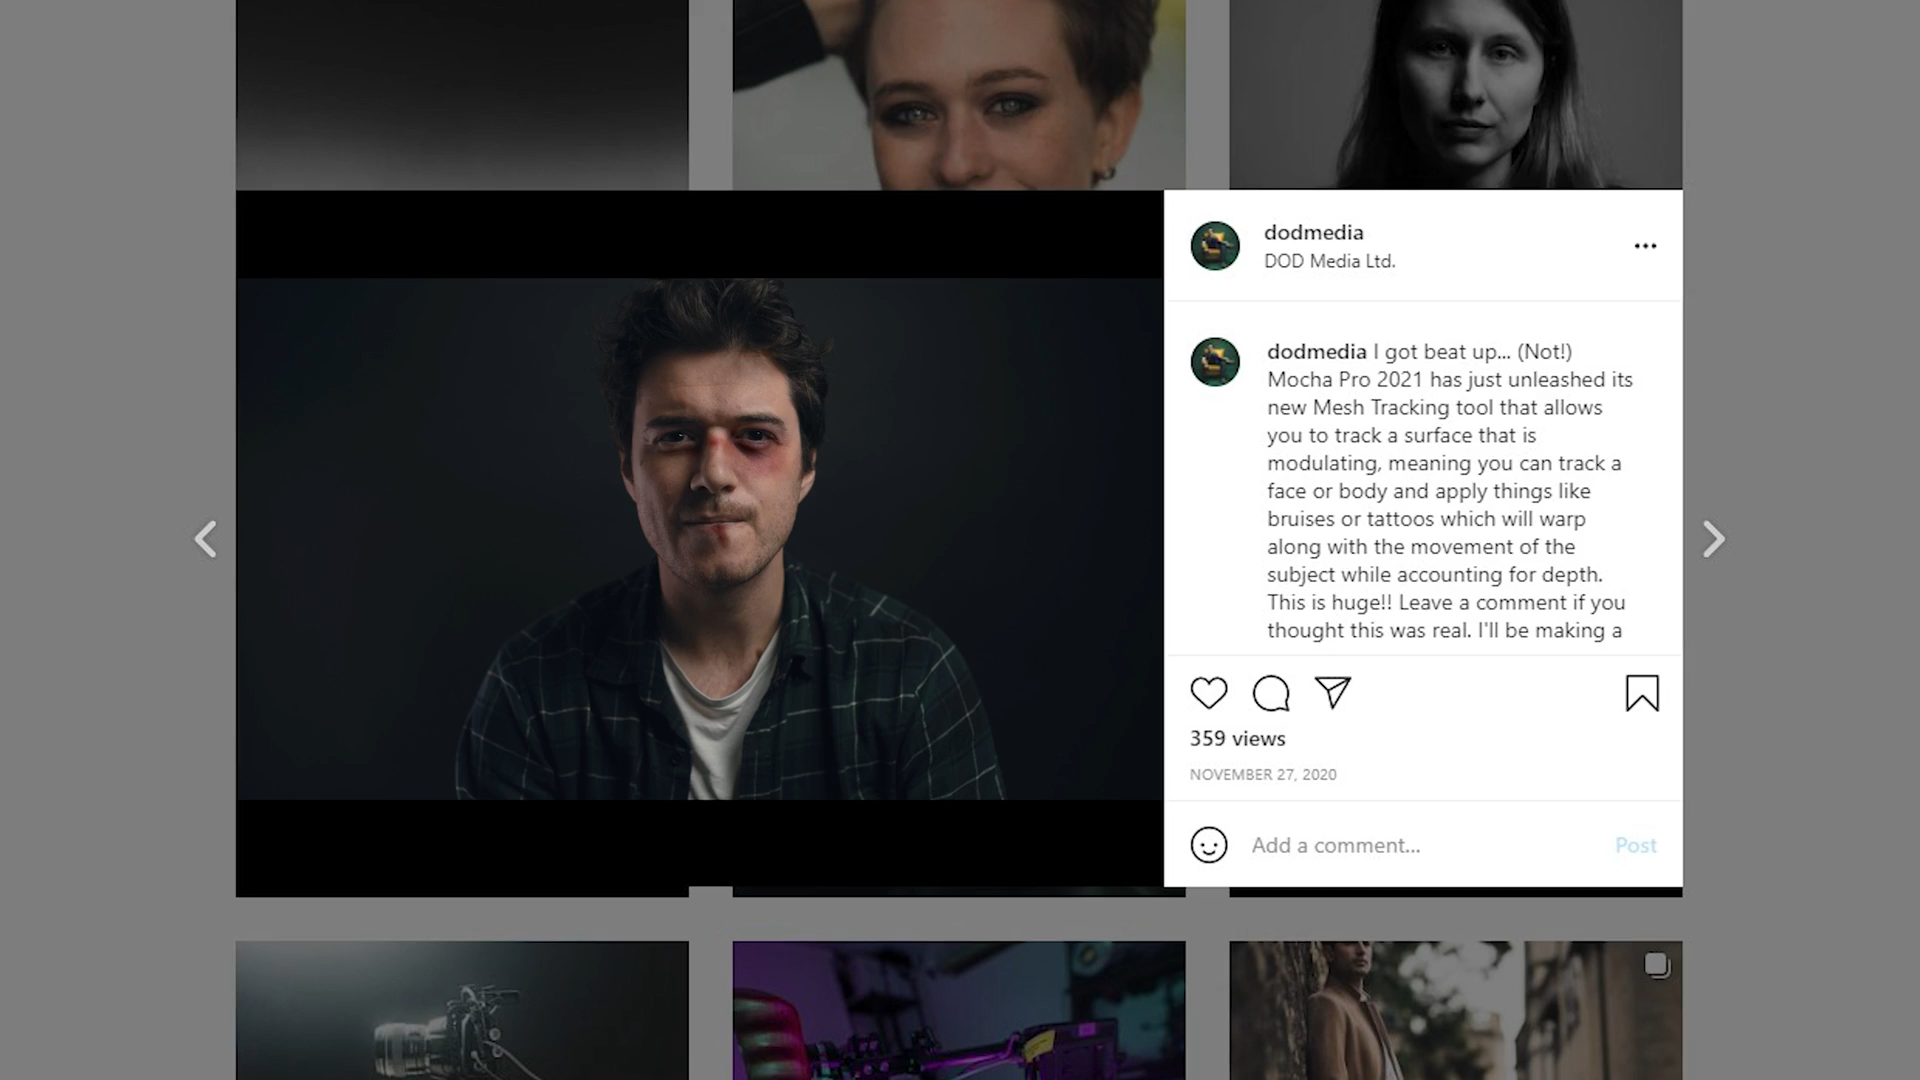 dodmedia
DOD Media Ltd.
dodmedia I got beat up... (Not!)
Mocha Pro 2021 has just unleashed its
new Mesh Tracking tool that allows
you to track a surface that is
modulating, meaning you can track a
face or body and apply things like
bruises or tattoos which will warp
along with the movement of the
subject while accounting for depth.
This is huge!! Leave a comment if you
thought this was real. I'll be making a
359 views
NOVEMBER 27, 2020
Add a comment... Post